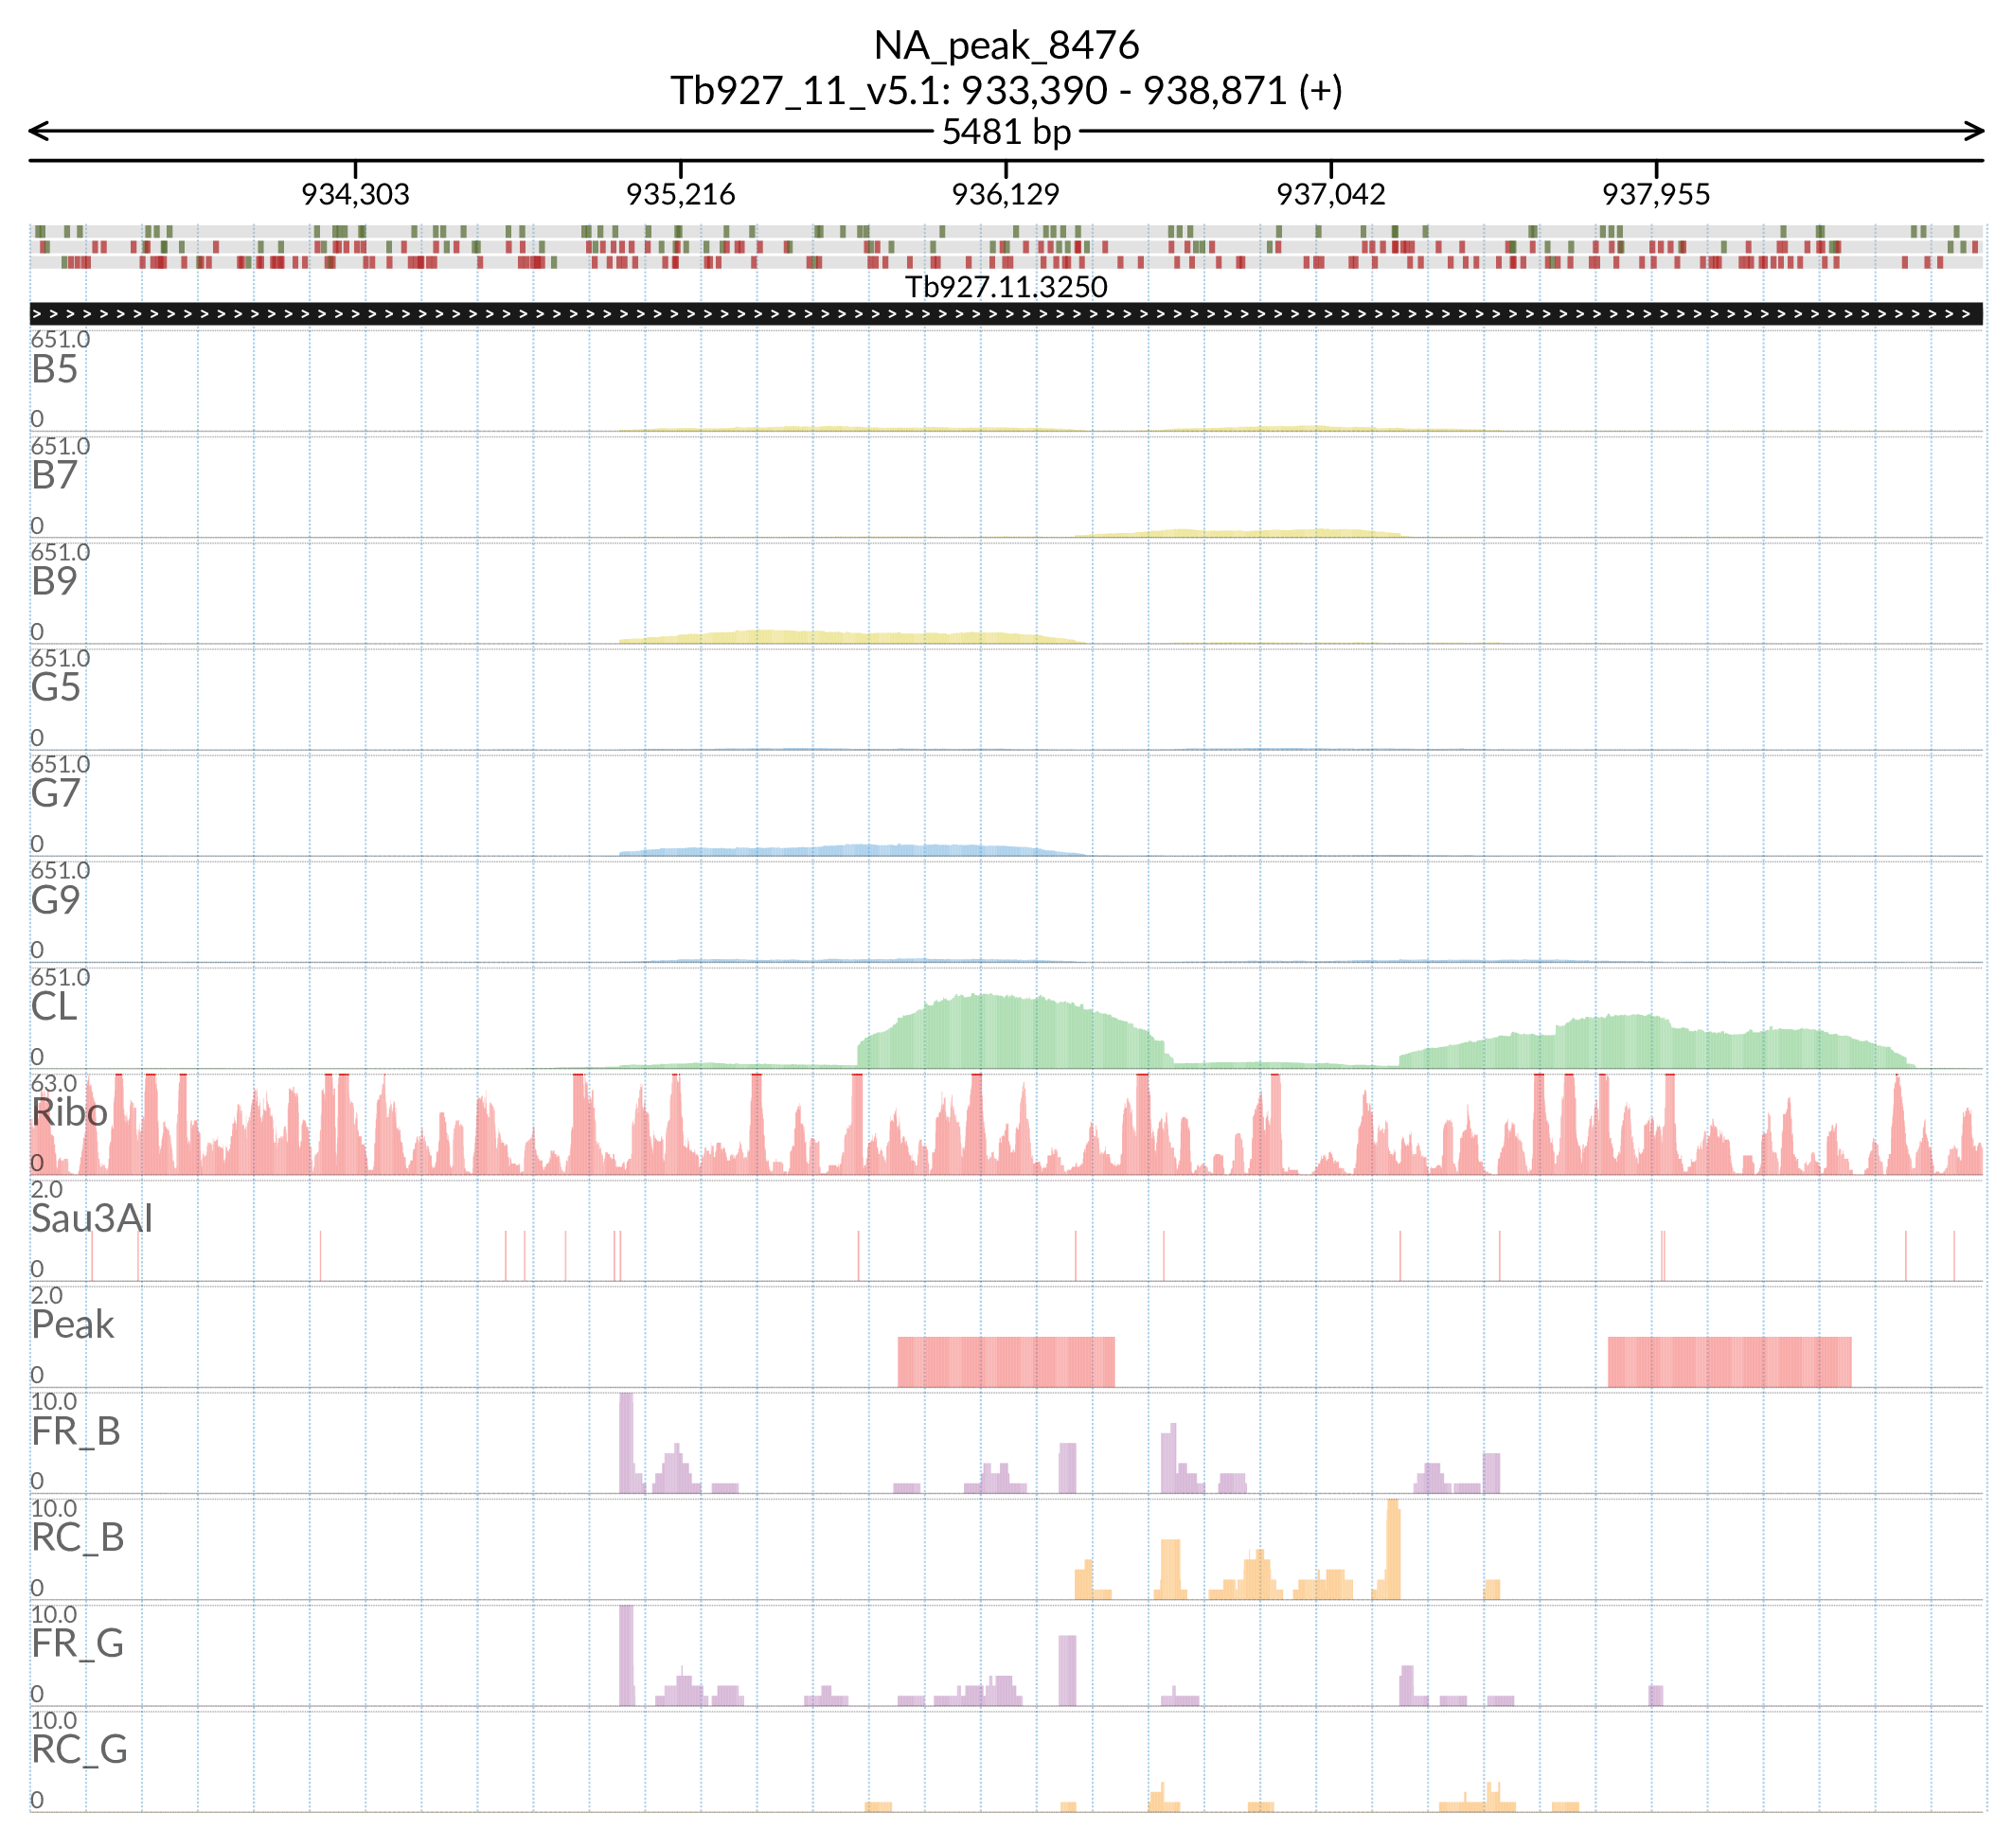 NA_peak_8476
Tb927_11_v5.1: 933,390 - 938,871 (+)
5481 bp
934,303 935,216 936,129 937,042 937,955
Tb927.11.3250
651.0
B5
0
651.0
B7
0
651.0
B9
0
651.0
G5
0
651.0
G7
0
651.0
G9
0
651.0
CL
0
63.0
Ribo
0
2.0
Sau3AI
0
2.0
Peak
0
10.0
FR_B
0
10.0
RC_B
0
10.0
FR_G
0
10.0
RC_G
0